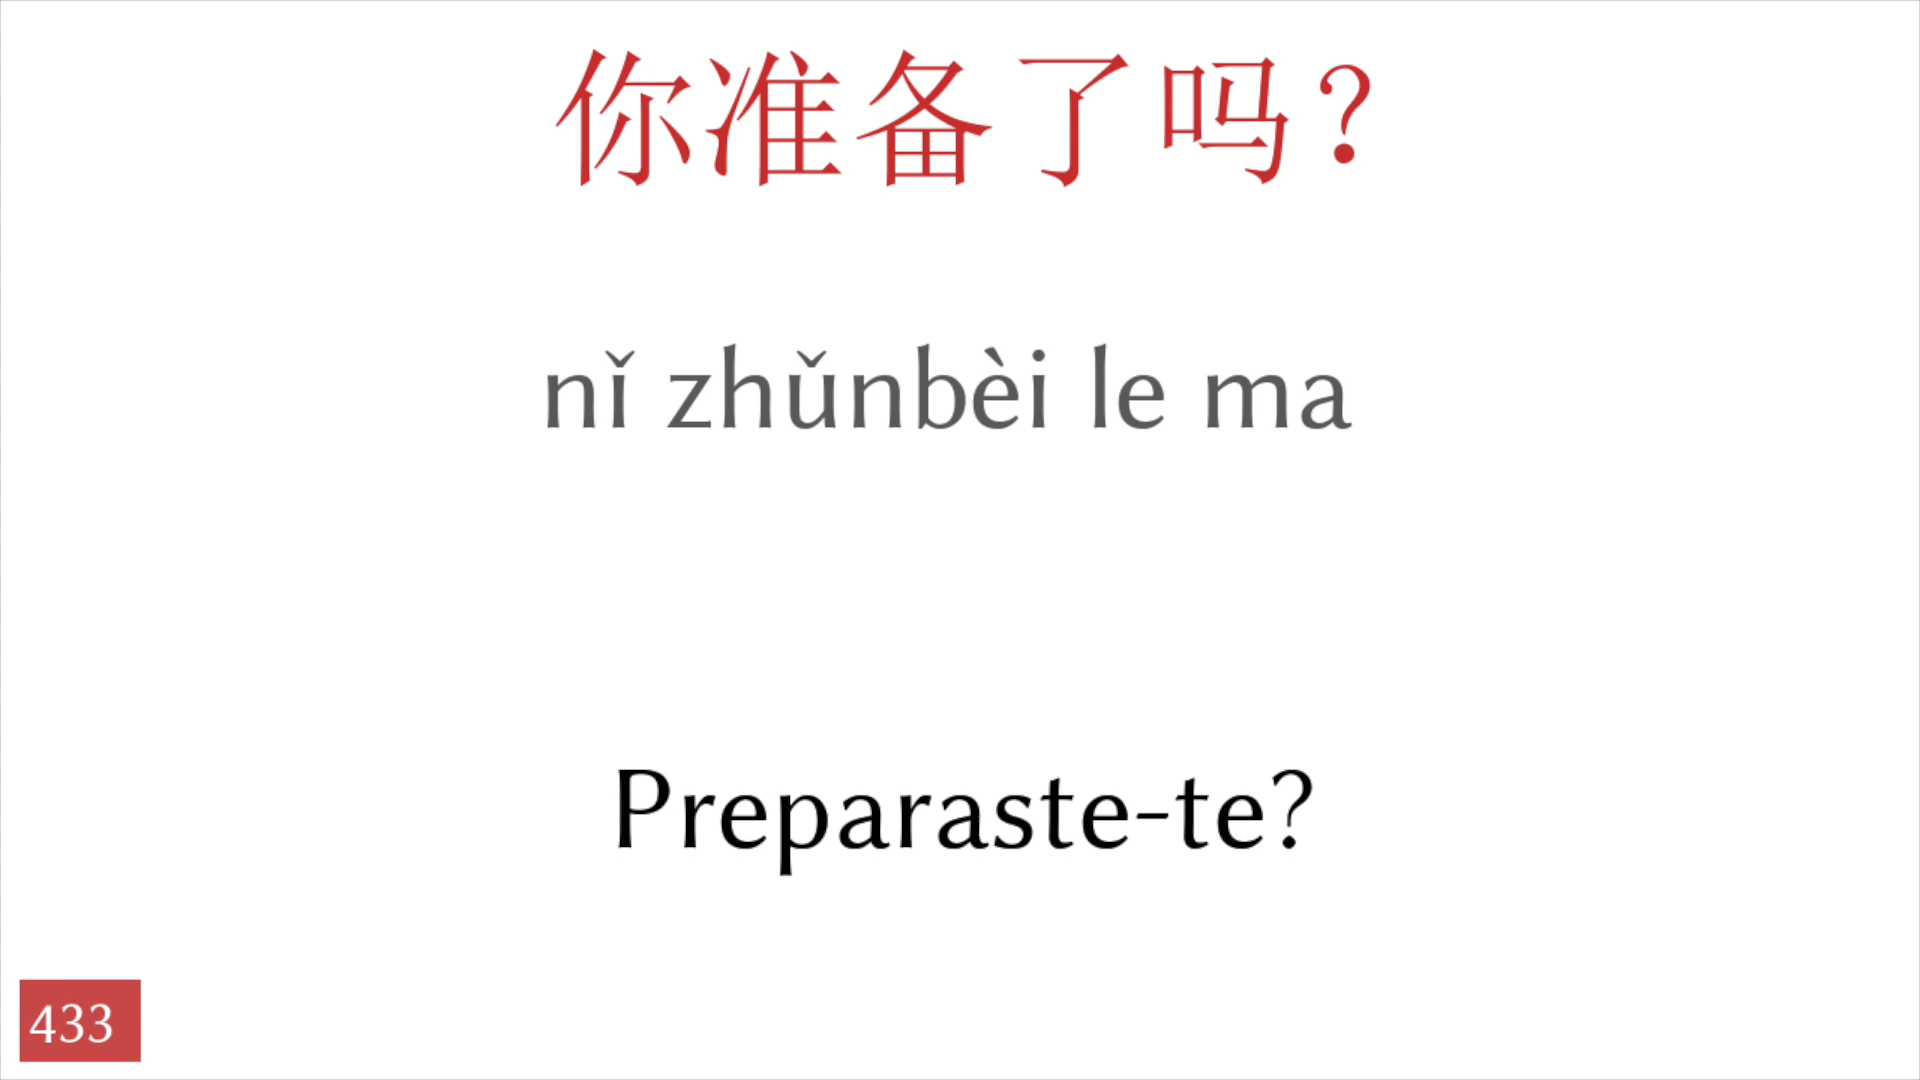 你准备了吗？
nǐ zhǔnbèi le ma
Preparaste-te?
433